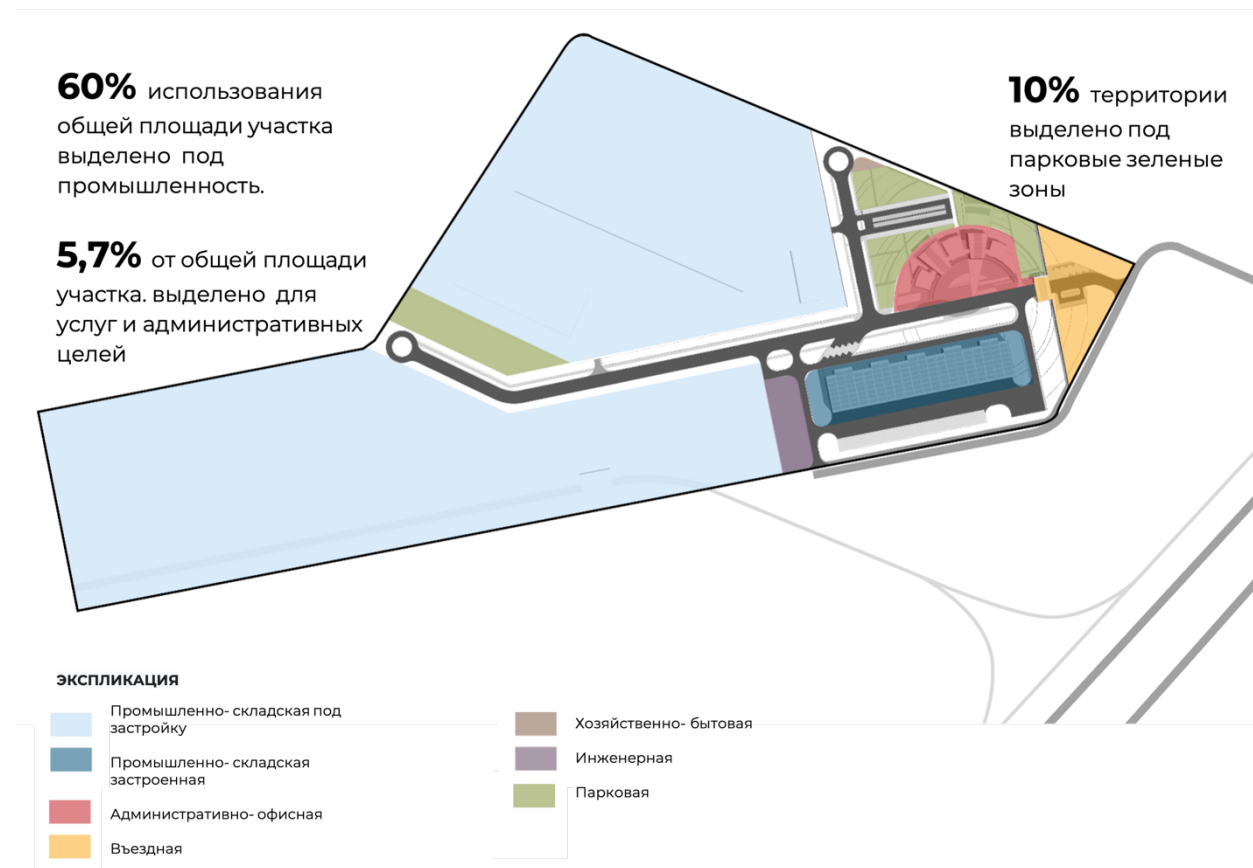 60% использования
общей площади участка
выделено под
промышленность.
5,7% от общей площади
участка. выделено для
услуг и административных
целей
10% территории
выделено под
парковые зеленые
зоны
ЭКСПЛИКАЦИЯ
Промышленно- складская под
застройку
Промышленно- складская
застроенная
Административно- офисная
Въездная
Хозяйственно- бытовая
Инженерная
Парковая